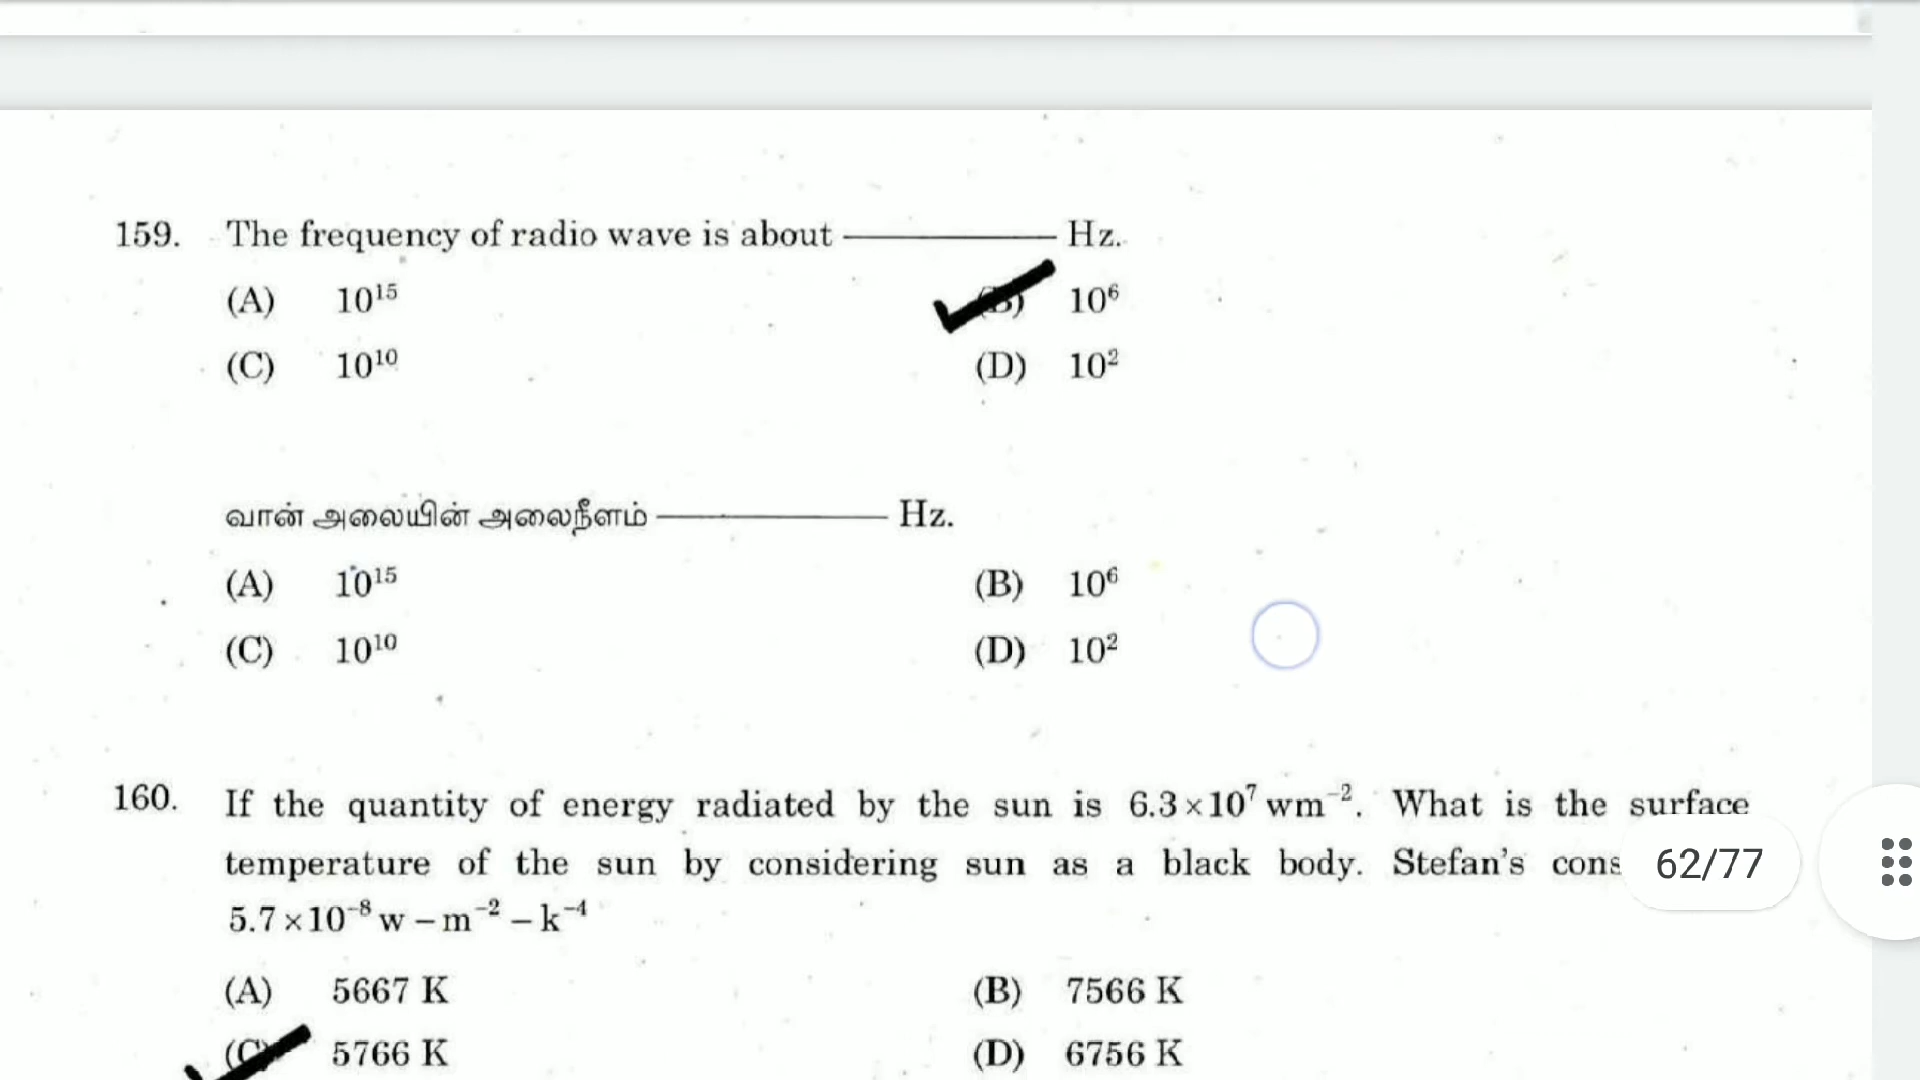 159. The frequency of radio wave is about ———— Hz.
(A) 10¹⁵ (B) 10⁶
(C) 10¹⁰ (D) 10²
வான் அலையின் அலைநீளம் ———— Hz.
(A) 10¹⁵ (B) 10⁶
(C) 10¹⁰ (D) 10²
160. If the quantity of energy radiated by the sun is 6.3 × 10⁷ wm⁻². What is the surface
temperature of the sun by considering sun as a black body. Stefan's cons
62/77
5.7 × 10⁻⁸ w – m⁻² – k⁻⁴
(A) 5667 K (B) 7566 K
(C) 5766 K (D) 6756 K